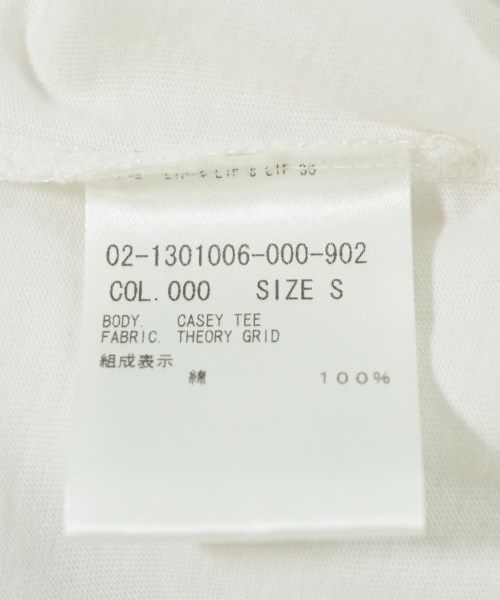 02-1301006-000-902
COL. 000 SIZE S
BODY. CASEY TEE
FABRIC. THEORY GRID
組成表示
綿 100%